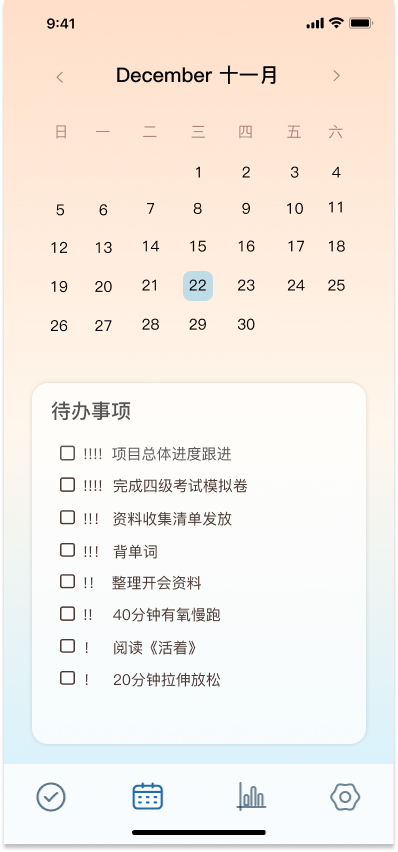 9:41
December 十一月
日 一 二 三 四 五 六
1 2 3 4
5 6 7 8 9 10 11
12 13 14 15 16 17 18
19 20 21 22 23 24 25
26 27 28 29 30
待办事项
!!!! 项目总体进度跟进
!!!! 完成四级考试模拟卷
!!! 资料收集清单发放
!!! 背单词
!! 整理开会资料
!! 40分钟有氧慢跑
! 阅读《活着》
! 20分钟拉伸放松